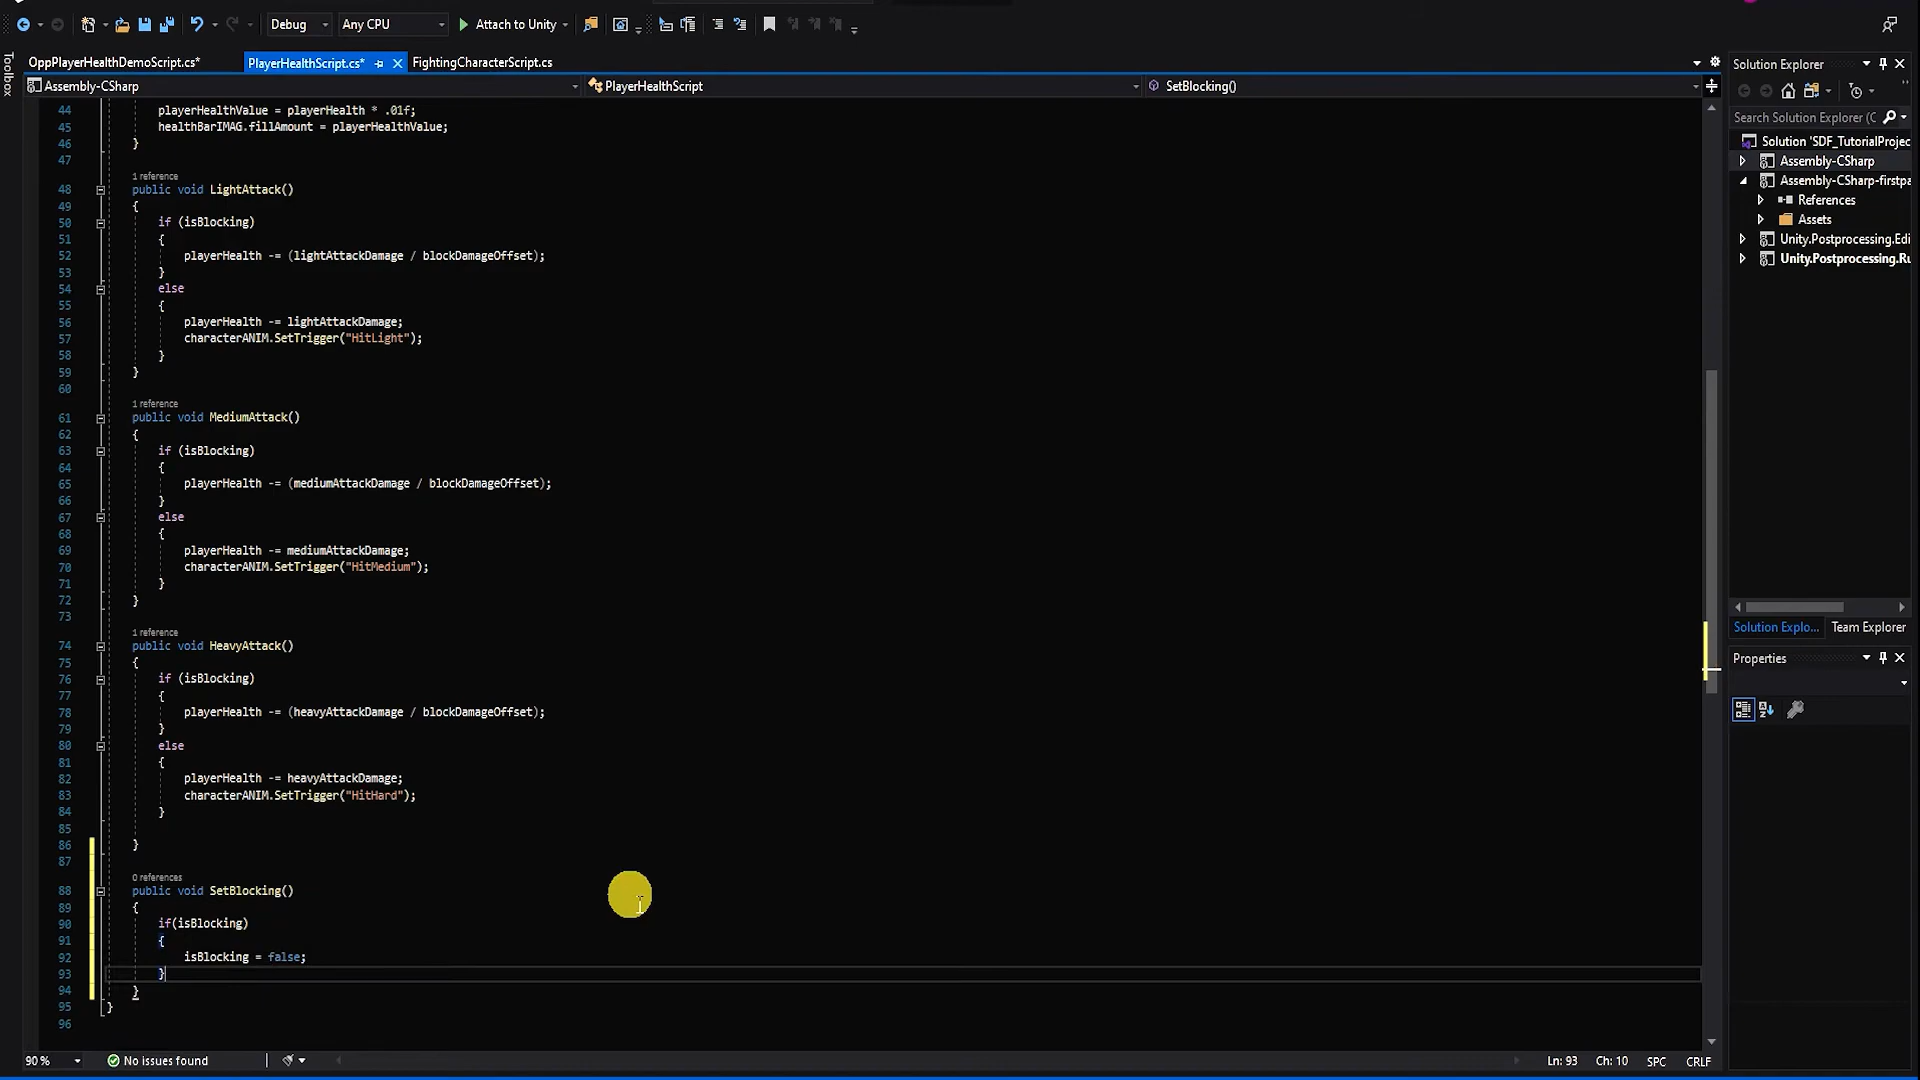 Debug
Any CPU
Attach to Unity
Toolbox
OppPlayerHealthDemoScript.cs*
PlayerHealthScript.cs*
FightingCharacterScript.cs
Assembly-CSharp
PlayerHealthScript
SetBlocking()
44 playerHealthValue = playerHealth * .01f;
45 healthBarIMAG.fillAmount = playerHealthValue;
46 }
47
1 reference
48 public void LightAttack()
49 {
50 if (isBlocking)
51 {
52 playerHealth -= (lightAttackDamage / blockDamageOffset);
53 }
54 else
55 {
56 playerHealth -= lightAttackDamage;
57 characterANIM.SetTrigger("HitLight");
58 }
59 }
60
1 reference
61 public void MediumAttack()
62 {
63 if (isBlocking)
64 {
65 playerHealth -= (mediumAttackDamage / blockDamageOffset);
66 }
67 else
68 {
69 playerHealth -= mediumAttackDamage;
70 characterANIM.SetTrigger("HitMedium");
71 }
72 }
73
1 reference
74 public void HeavyAttack()
75 {
76 if (isBlocking)
77 {
78 playerHealth -= (heavyAttackDamage / blockDamageOffset);
79 }
80 else
81 {
82 playerHealth -= heavyAttackDamage;
83 characterANIM.SetTrigger("HitHard");
84 }
85
86 }
87
0 references
88 public void SetBlocking()
89 {
90 if(isBlocking)
91 {
92 isBlocking = false;
93 }
94 }
95 }
96
90 %
No issues found
Ln: 93 Ch: 10 SPC CRLF
Solution Explorer
Search Solution Explorer (C
Solution 'SDF_TutorialProjec
Assembly-CSharp
Assembly-CSharp-firstpa
References
Assets
Unity.Postprocessing.Edi
Unity.Postprocessing.Ru
Solution Explo...
Team Explorer
Properties